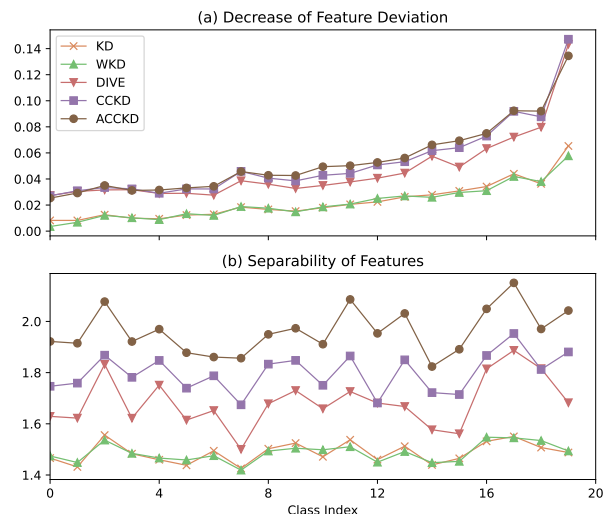 (a) Decrease of Feature Deviation
0.14
0.12
0.10
0.08
0.06
0.04
0.02
0.00
KD
WKD
DIVE
CCKD
ACCKD
(b) Separability of Features
2.0
1.8
1.6
1.4
0 4 8 12 16 20
Class Index